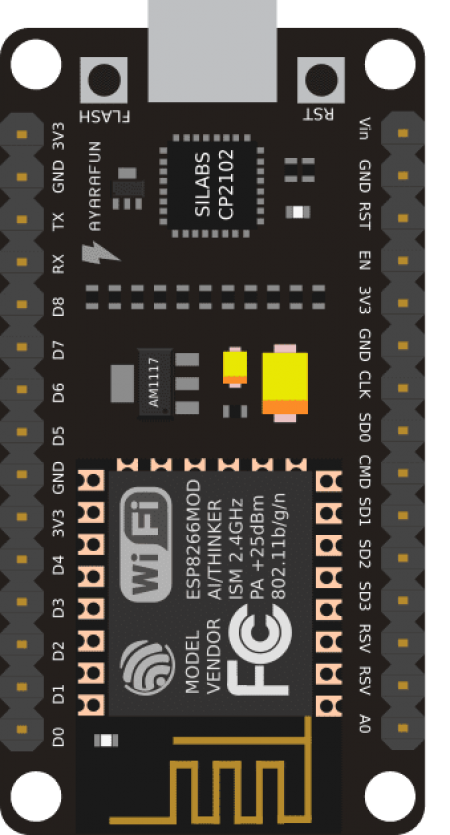 FLASH
RST
3V3
GND
TX
RX
D8
D7
D6
D5
GND
3V3
D4
D3
D2
D1
D0
AYARAFUN
SILABS
CP2102
AM1117
WiFi
ESP8266MOD
AI/THINKER
ISM 2.4GHz
PA +25dBm
802.11b/g/n
MODEL
VENDOR
FC
Vin
GND
RST
EN
3V3
GND
CLK
SD0
CMD
SD1
SD2
SD3
RSV
RSV
A0